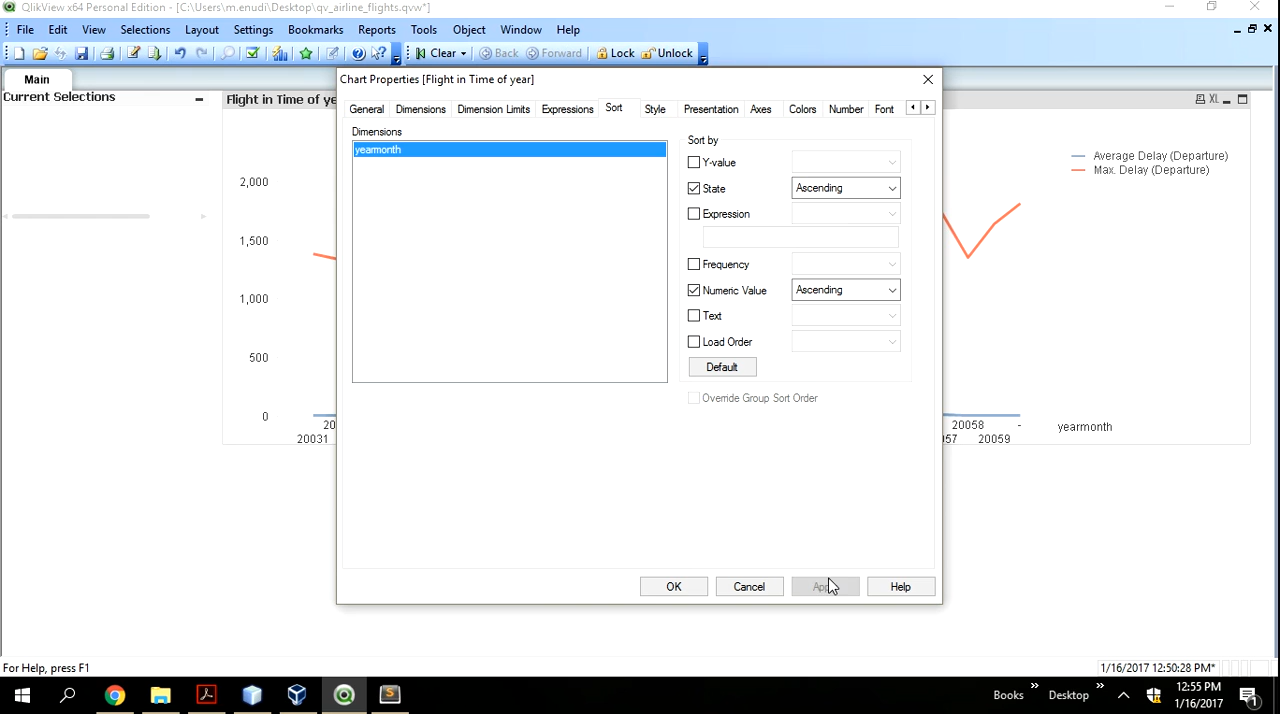 QlikView x64 Personal Edition - [C:\Users\m.enudi\Desktop\qv_airline_flights.qvw*]
File Edit View Selections Layout Settings Bookmarks Reports Tools Object Window Help
Clear Back Forward Lock Unlock
Main
Current Selections
Flight in Time of ye
XL
Chart Properties [Flight in Time of year]
General Dimensions Dimension Limits Expressions Sort Style Presentation Axes Colors Number Font
Dimensions
yearmonth
Sort by
Y-value
State Ascending
Expression
Frequency
Numeric Value Ascending
Text
Load Order
Default
Override Group Sort Order
OK Cancel Help
Average Delay (Departure)
Max. Delay (Departure)
2,000
1,500
1,000
500
0
20 20058 -
20031 57 20059
yearmonth
For Help, press F1
1/16/2017 12:50:28 PM*
Books Desktop
12:55 PM
1/16/2017
1